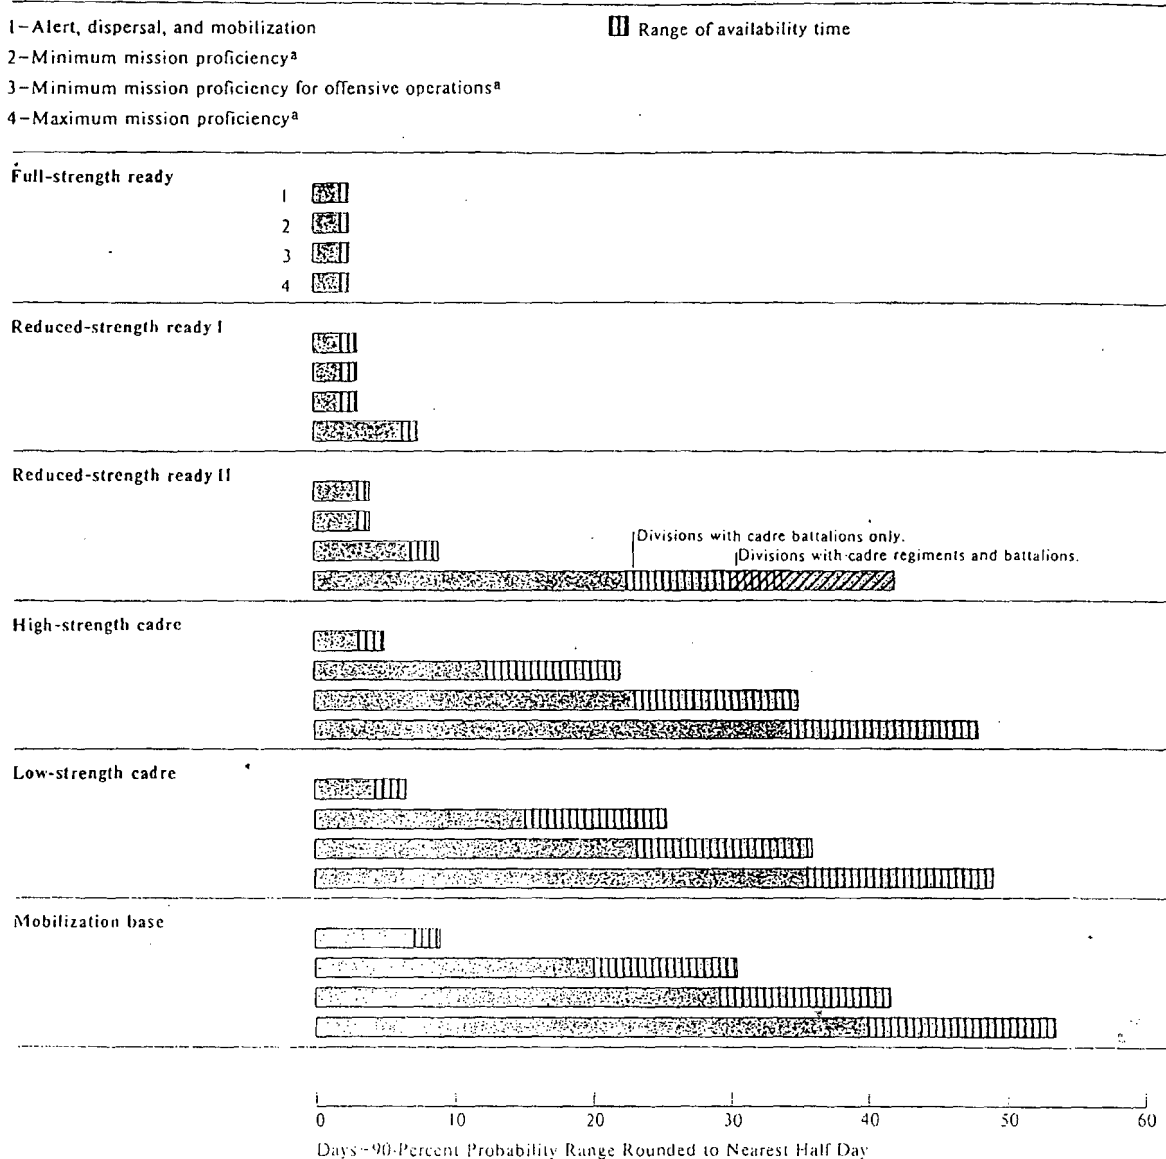 1–Alert, dispersal, and mobilization
Range of availability time
2–Minimum mission proficiencyᵃ
3–Minimum mission proficiency for offensive operationsᵃ
4–Maximum mission proficiencyᵃ
Full-strength ready
1
2
3
4
Reduced-strength ready I
Reduced-strength ready II
Divisions with cadre battalions only.
Divisions with cadre regiments and battalions.
High-strength cadre
Low-strength cadre
Mobilization base
0 10 20 30 40 50 60
Days–90-Percent Probability Range Rounded to Nearest Half Day